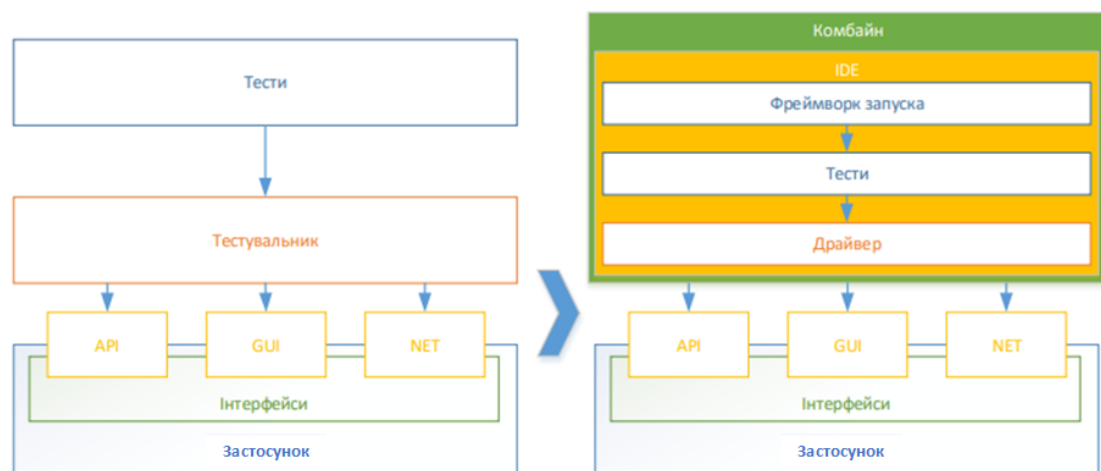 Тести
Тестувальник
API
GUI
NET
Інтерфейси
Застосунок
Комбайн
IDE
Фреймворк запуска
Тести
Драйвер
API
GUI
NET
Інтерфейси
Застосунок